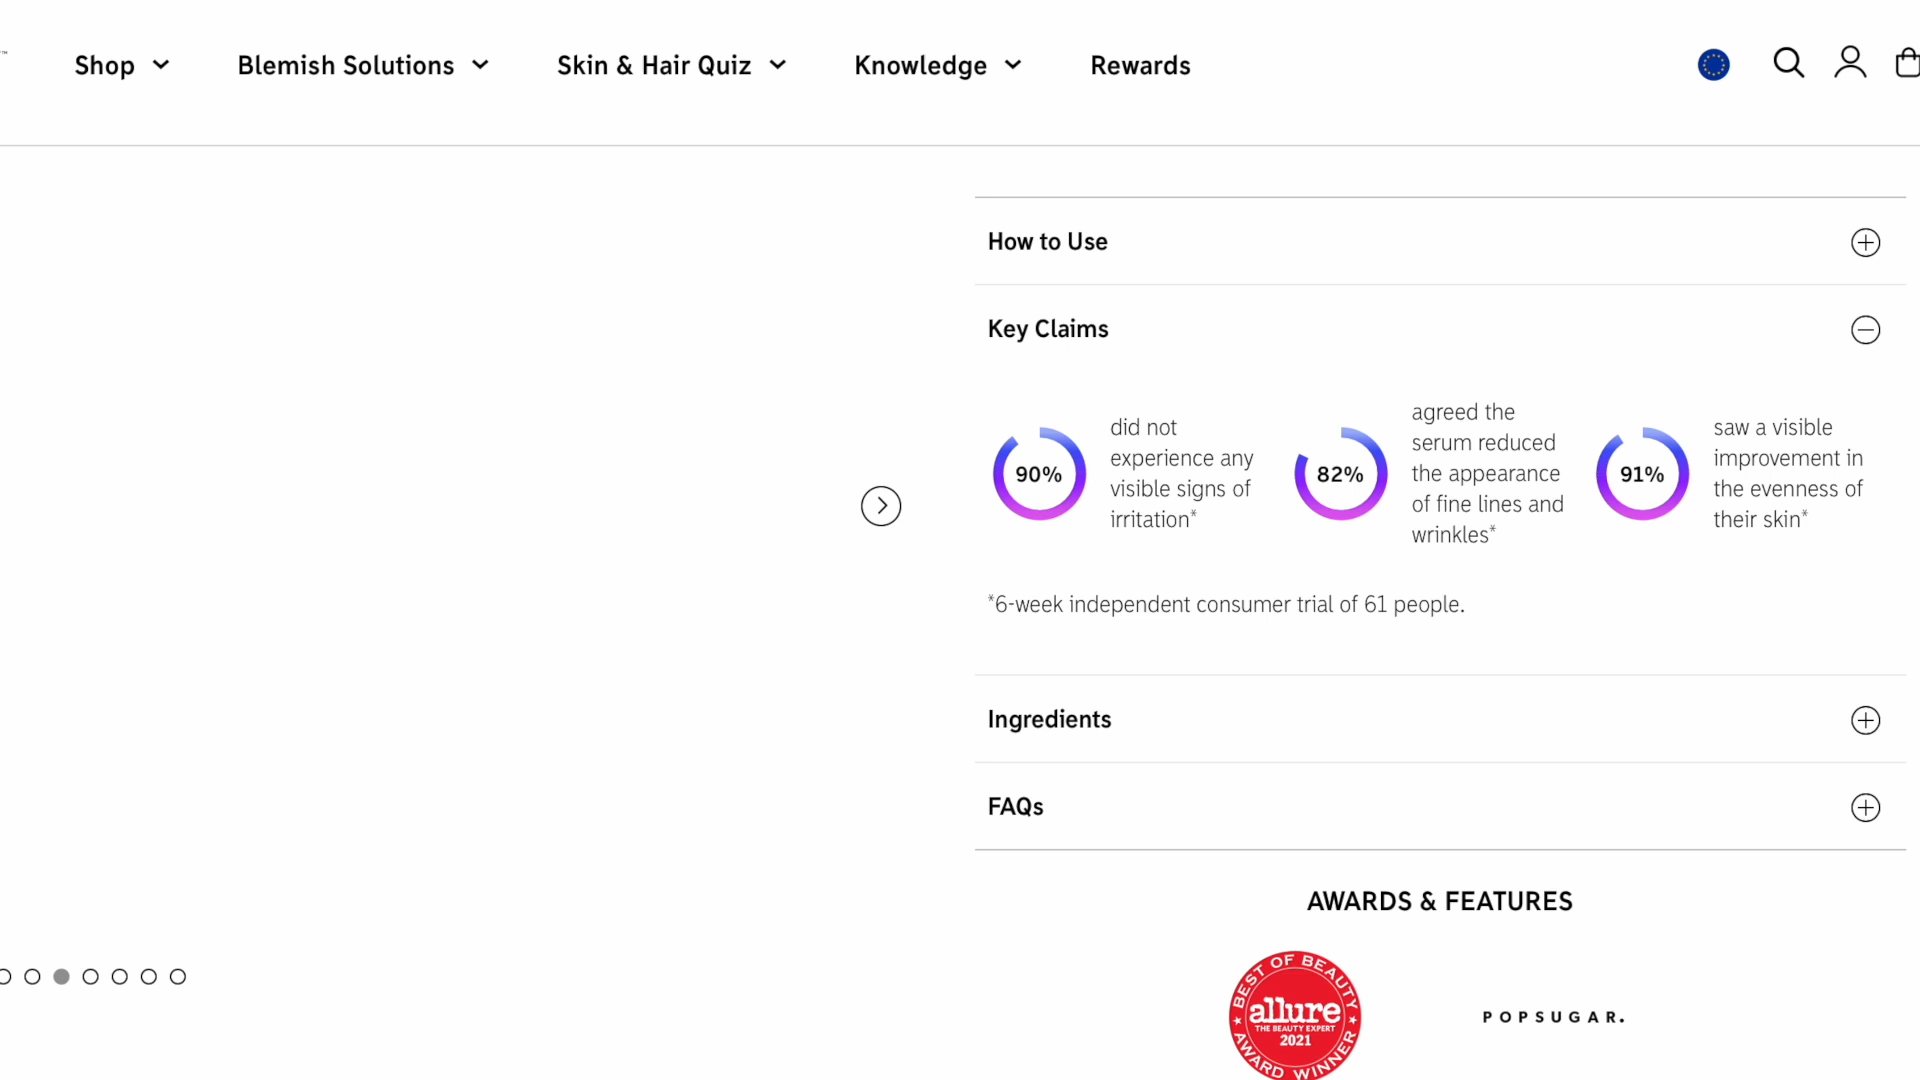 ™
Shop
Blemish Solutions
Skin & Hair Quiz
Knowledge
Rewards
How to Use
Key Claims
90%
did not
experience any
visible signs of
irritation*
82%
agreed the
serum reduced
the appearance
of fine lines and
wrinkles*
91%
saw a visible
improvement in
the evenness of
their skin*
*6-week independent consumer trial of 61 people.
Ingredients
FAQs
AWARDS & FEATURES
BEST OF BEAUTY
allure
THE BEAUTY EXPERT
2021
AWARD WINNER
POPSUGAR.